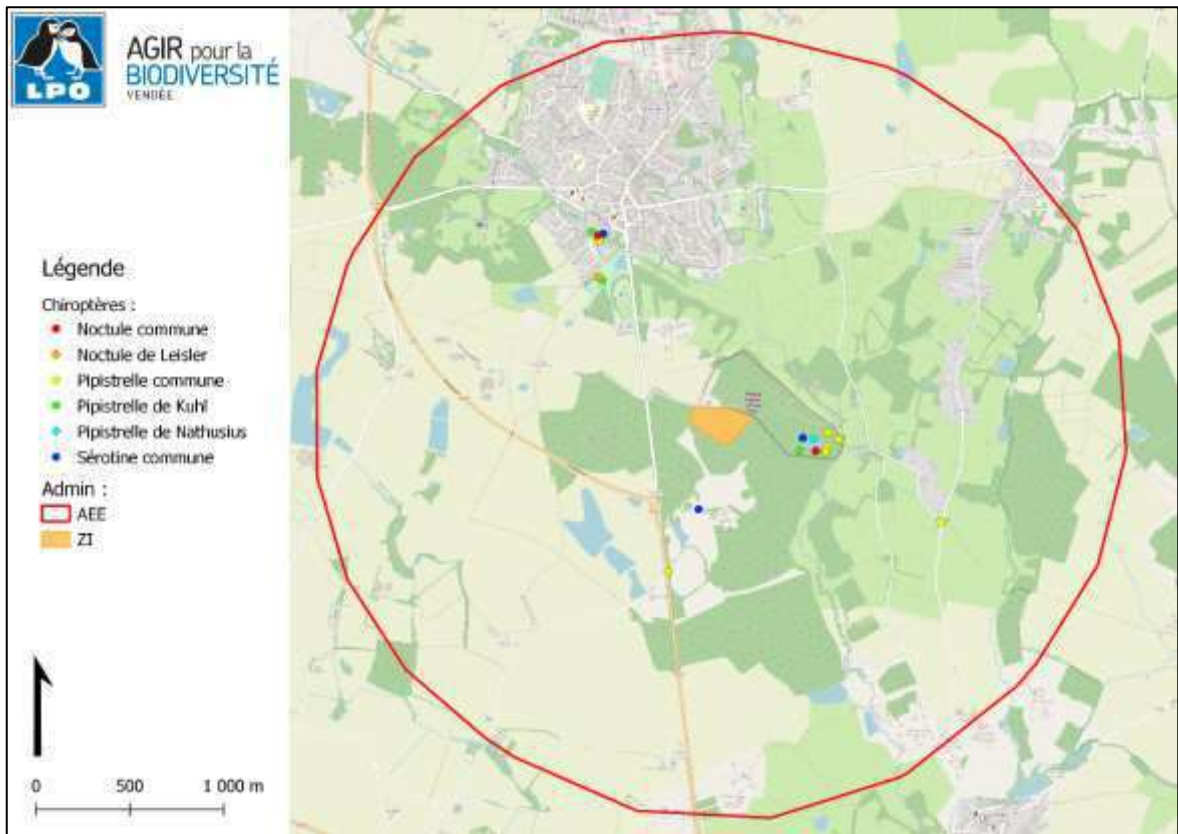 LPO
AGIR pour la
BIODIVERSITÉ
VENDÉE
Légende
Chiroptères :
Noctule commune
Noctule de Leisler
Pipistrelle commune
Pipistrelle de Kuhl
Pipistrelle de Nathusius
Sérotine commune
Admin :
AEE
ZI
0 500 1 000 m